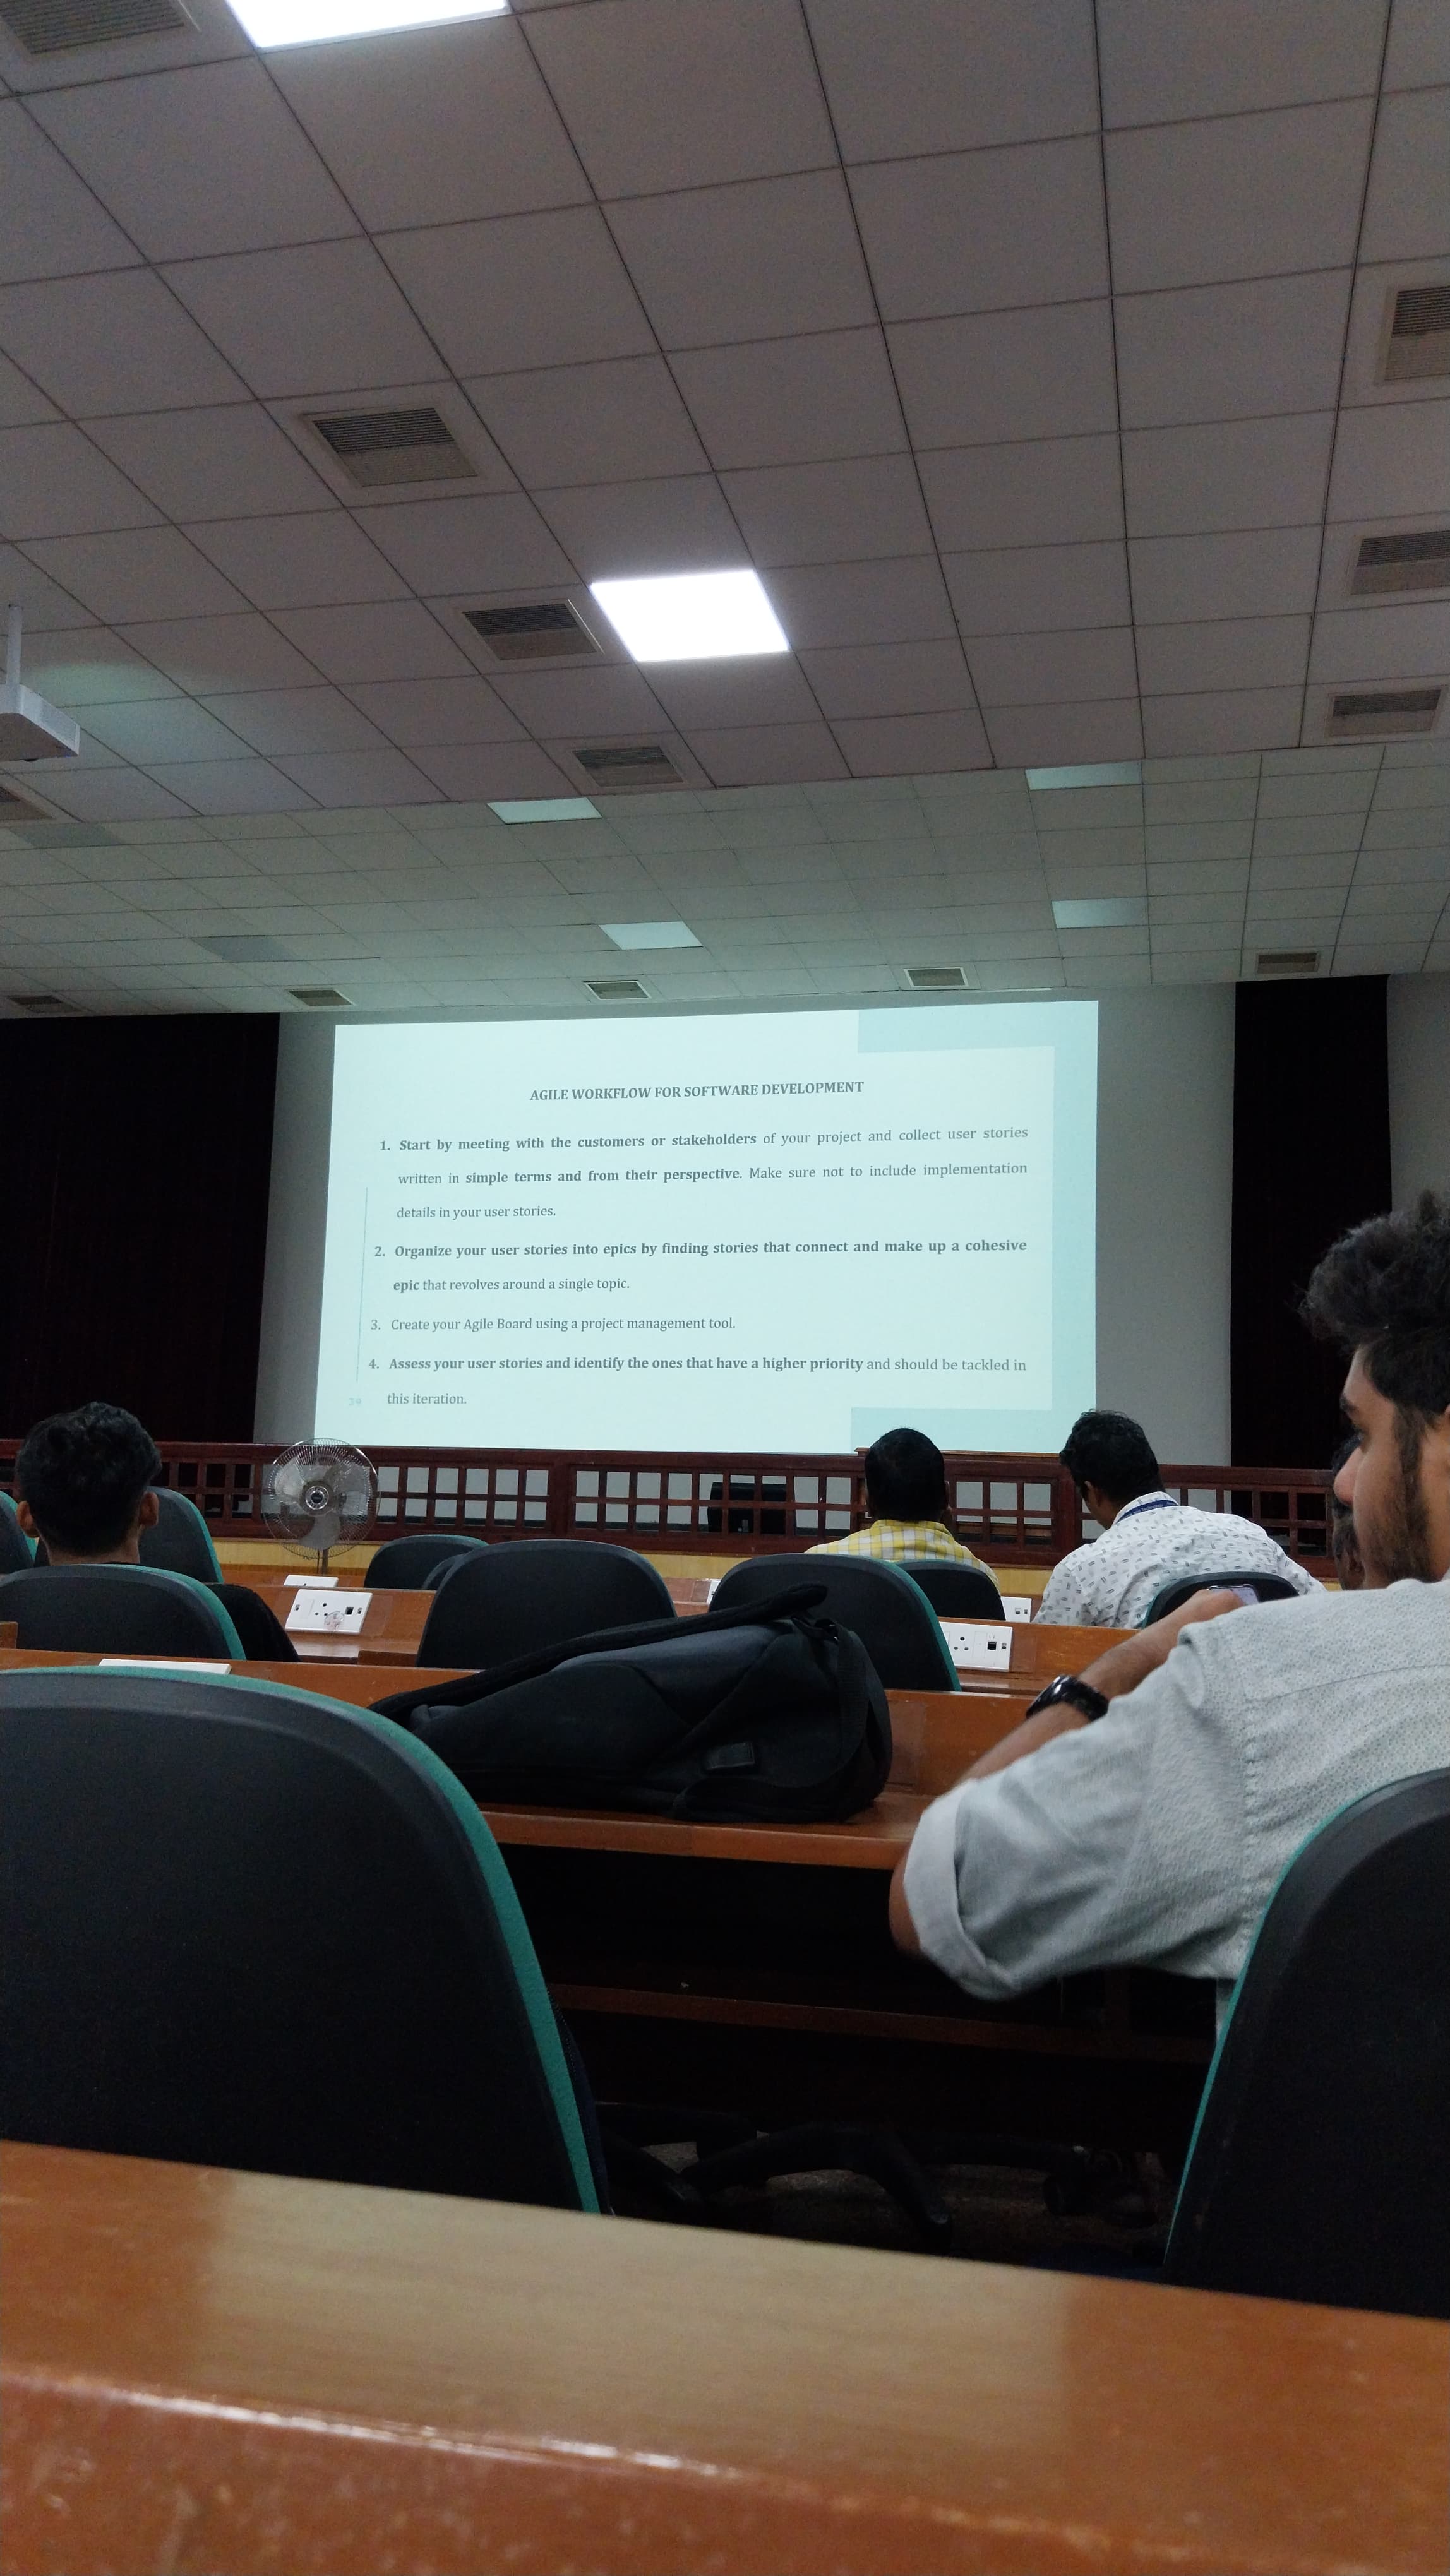 AGILE WORKFLOW FOR SOFTWARE DEVELOPMENT
1. Start by meeting with the customers or stakeholders of your project and collect user stories
written in simple terms and from their perspective. Make sure not to include implementation
details in your user stories.
2. Organize your user stories into epics by finding stories that connect and make up a cohesive
epic that revolves around a single topic.
3. Create your Agile Board using a project management tool.
4. Assess your user stories and identify the ones that have a higher priority and should be tackled in
this iteration.